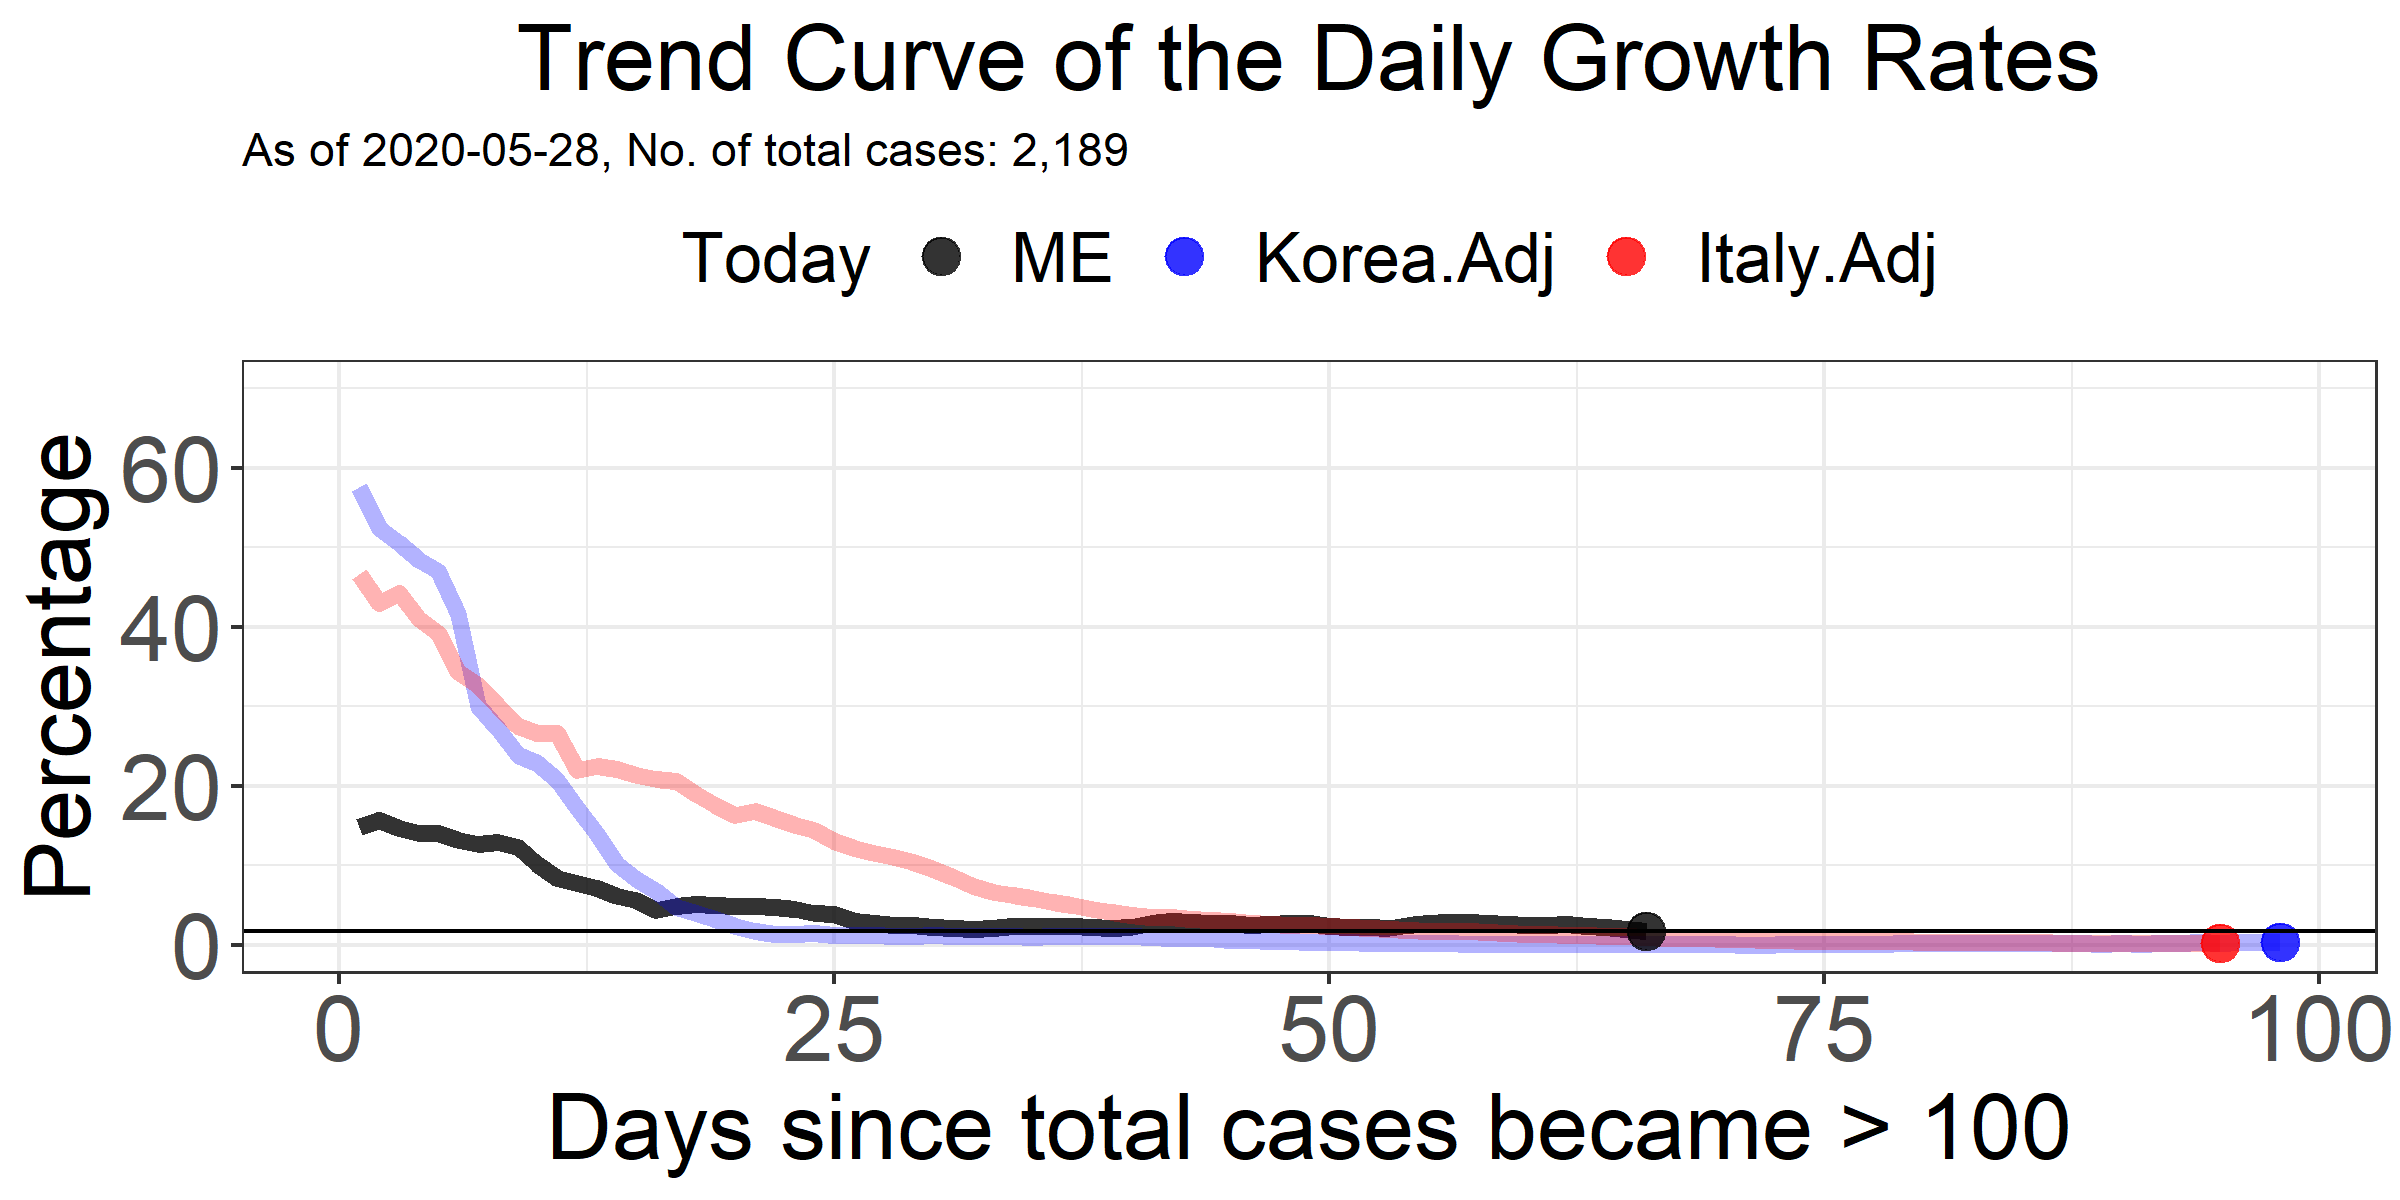 Trend Curve of the Daily Growth Rates
As of 2020-05-28, No. of total cases: 2,189
Today ME Korea.Adj Italy.Adj
Percentage
60
40
20
0
0 25 50 75 100
Days since total cases became > 100